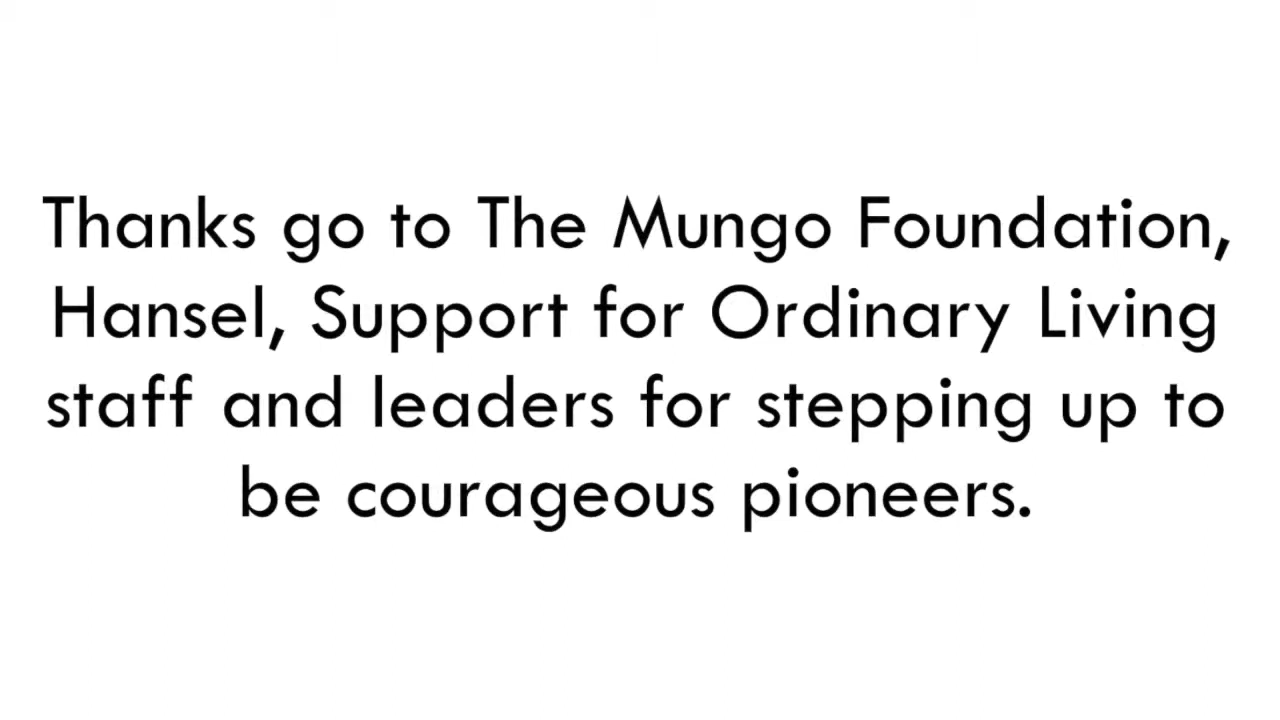 Thanks go to The Mungo Foundation,
Hansel, Support for Ordinary Living
staff and leaders for stepping up to
be courageous pioneers.